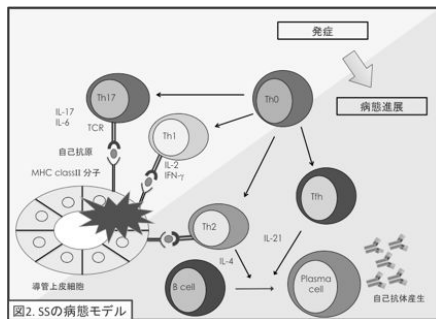 発症
病態進展
Th17
Th0
IL-17
IL-6
TCR
Th1
自己抗原
IL-2
IFN-γ
MHC classII 分子
Tfh
Th2
IL-21
IL-4
導管上皮細胞
B cell
Plasma
cell
自己抗体産生
図2. SSの病態モデル